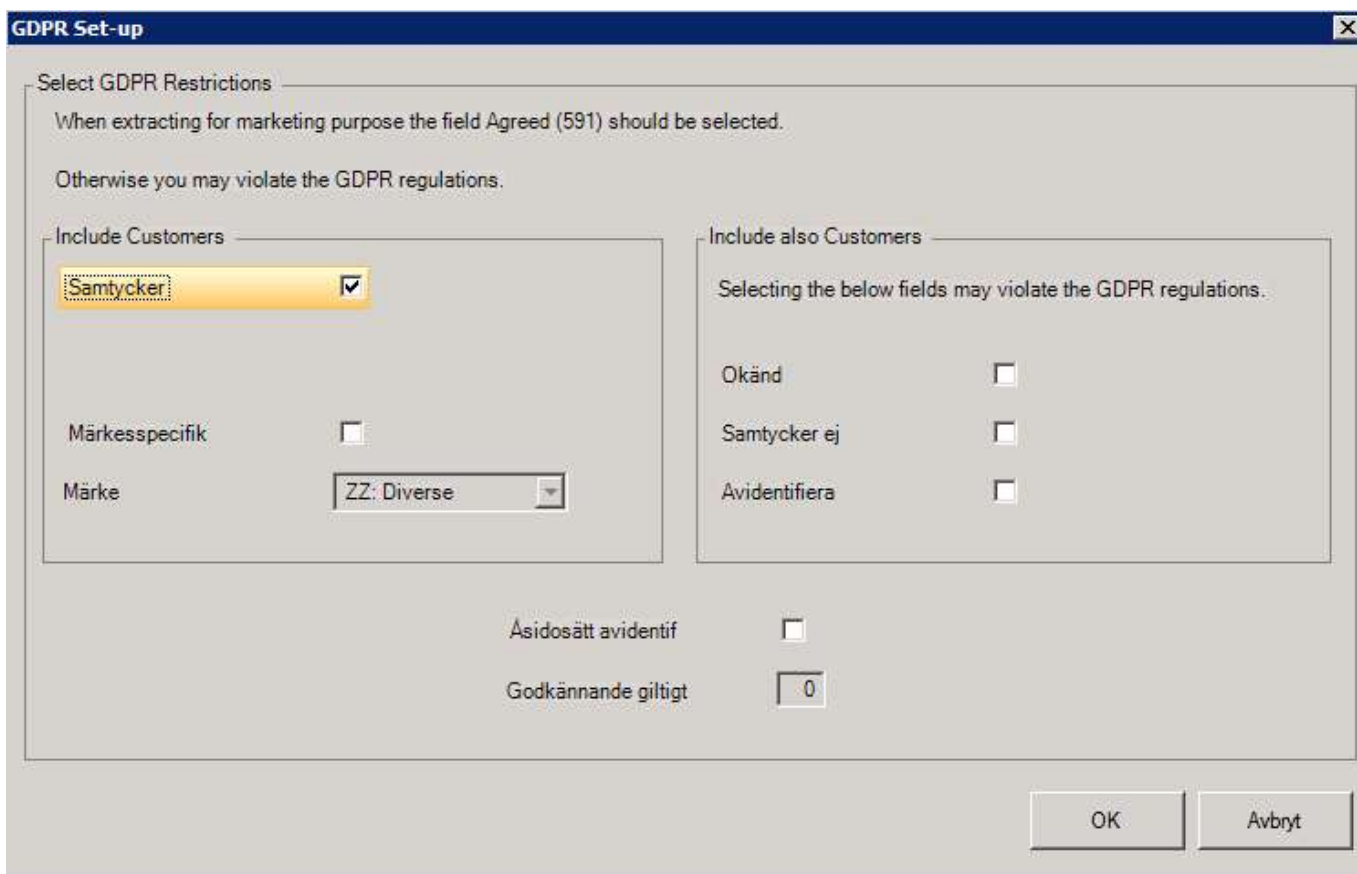 GDPR Set-up
Select GDPR Restrictions
When extracting for marketing purpose the field Agreed (591) should be selected.
Otherwise you may violate the GDPR regulations.
Include Customers
Samtycker
Märkesspecifik
Märke
ZZ: Diverse
Include also Customers
Selecting the below fields may violate the GDPR regulations.
Okänd
Samtycker ej
Avidentifiera
Åsidosätt avidentif
Godkännande giltigt
0
OK
Avbryt